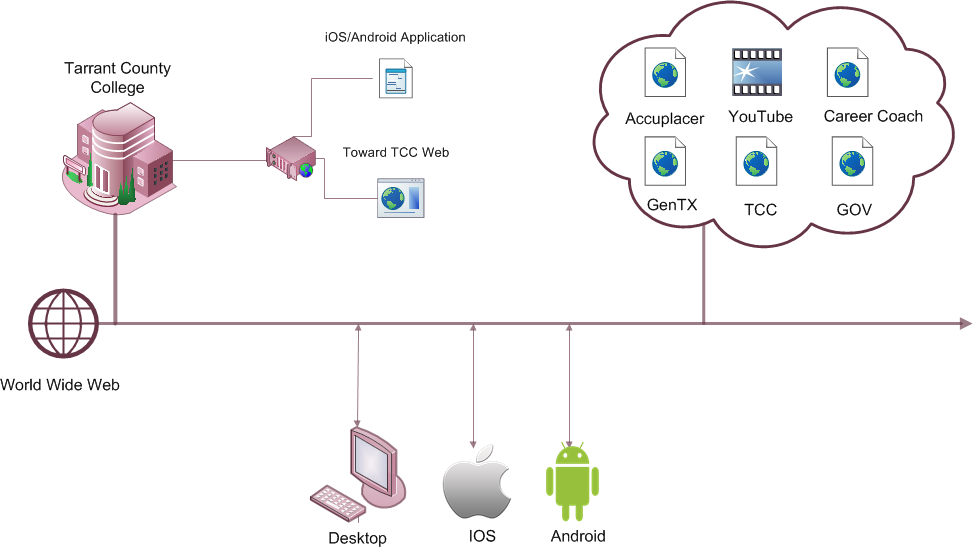 iOS/Android Application
Tarrant County
College
Toward TCC Web
Accuplacer
YouTube
Career Coach
GenTX
TCC
GOV
World Wide Web
Desktop
IOS
Android